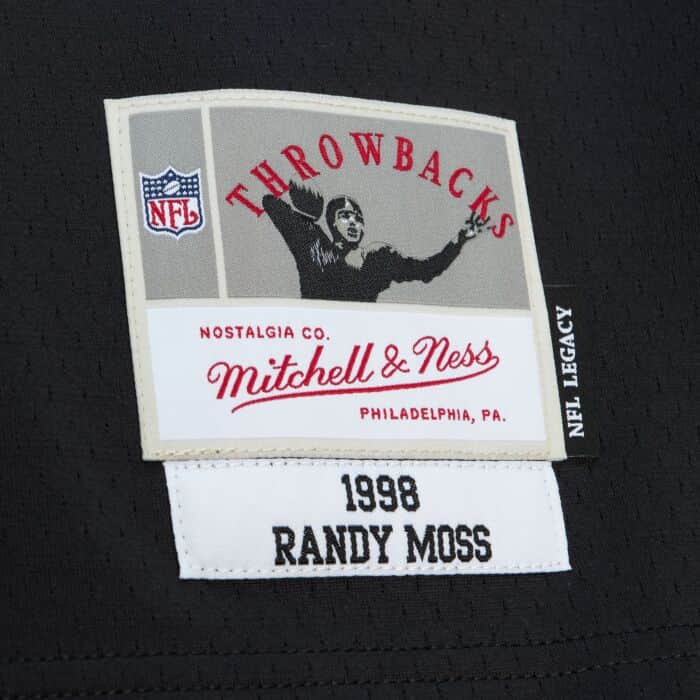 THROWBACKS
NFL
NOSTALGIA CO.
Mitchell & Ness
PHILADELPHIA, PA.
NFL LEGACY
1998
RANDY MOSS